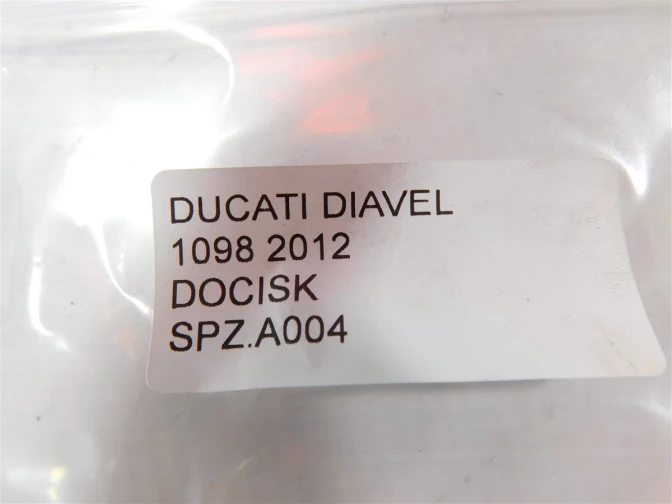 DUCATI DIAVEL
1098 2012
DOCISK
SPZ.A004